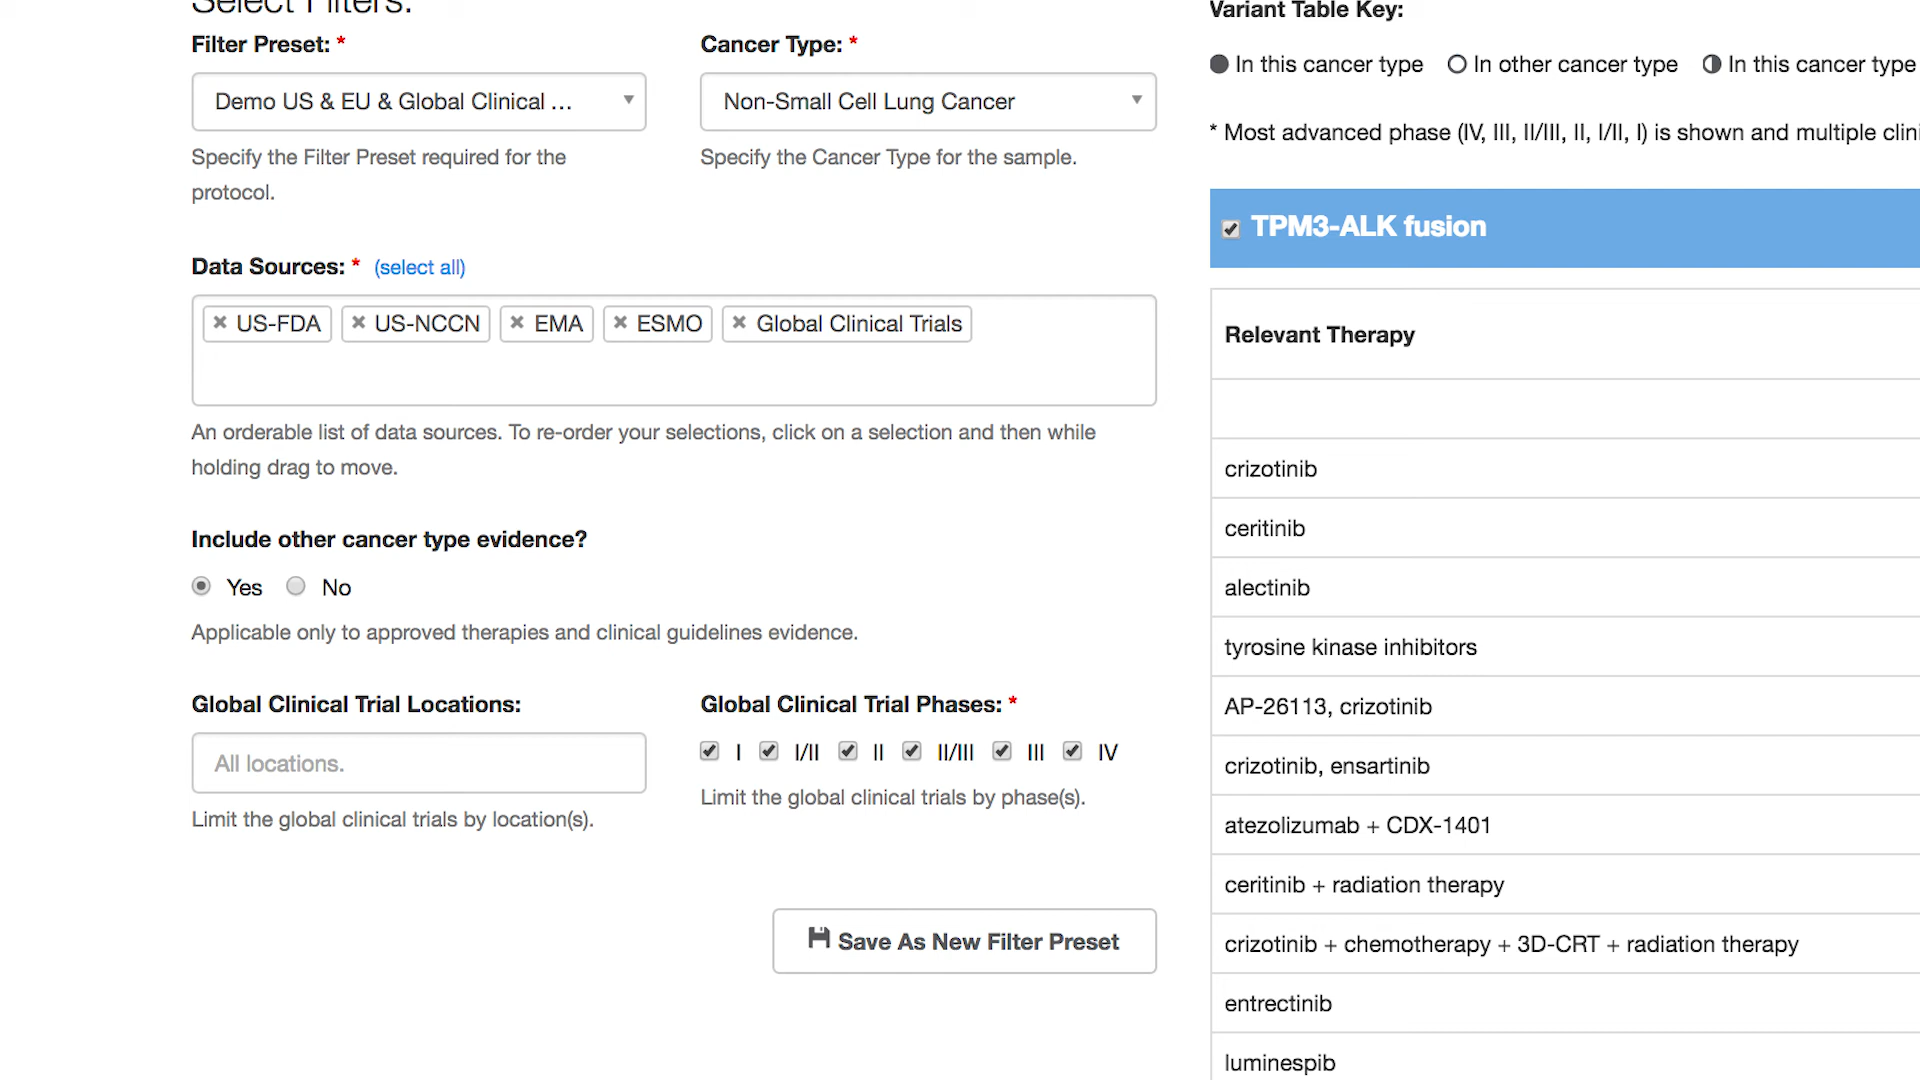 Select Filters:
Filter Preset: *
Cancer Type: *
Demo US & EU & Global Clinical ...
Non-Small Cell Lung Cancer
Specify the Filter Preset required for the
protocol.
Specify the Cancer Type for the sample.
Data Sources: * (select all)
× US-FDA × US-NCCN × EMA × ESMO × Global Clinical Trials
An orderable list of data sources. To re-order your selections, click on a selection and then while
holding drag to move.
Include other cancer type evidence?
Yes No
Applicable only to approved therapies and clinical guidelines evidence.
Global Clinical Trial Locations:
All locations.
Limit the global clinical trials by location(s).
Global Clinical Trial Phases: *
I I/II II II/III III IV
Limit the global clinical trials by phase(s).
Save As New Filter Preset
Variant Table Key:
In this cancer type In other cancer type In this cancer type
* Most advanced phase (IV, III, II/III, II, I/II, I) is shown and multiple
TPM3-ALK fusion
Relevant Therapy
crizotinib
ceritinib
alectinib
tyrosine kinase inhibitors
AP-26113, crizotinib
crizotinib, ensartinib
atezolizumab + CDX-1401
ceritinib + radiation therapy
crizotinib + chemotherapy + 3D-CRT + radiation therapy
entrectinib
luminespib